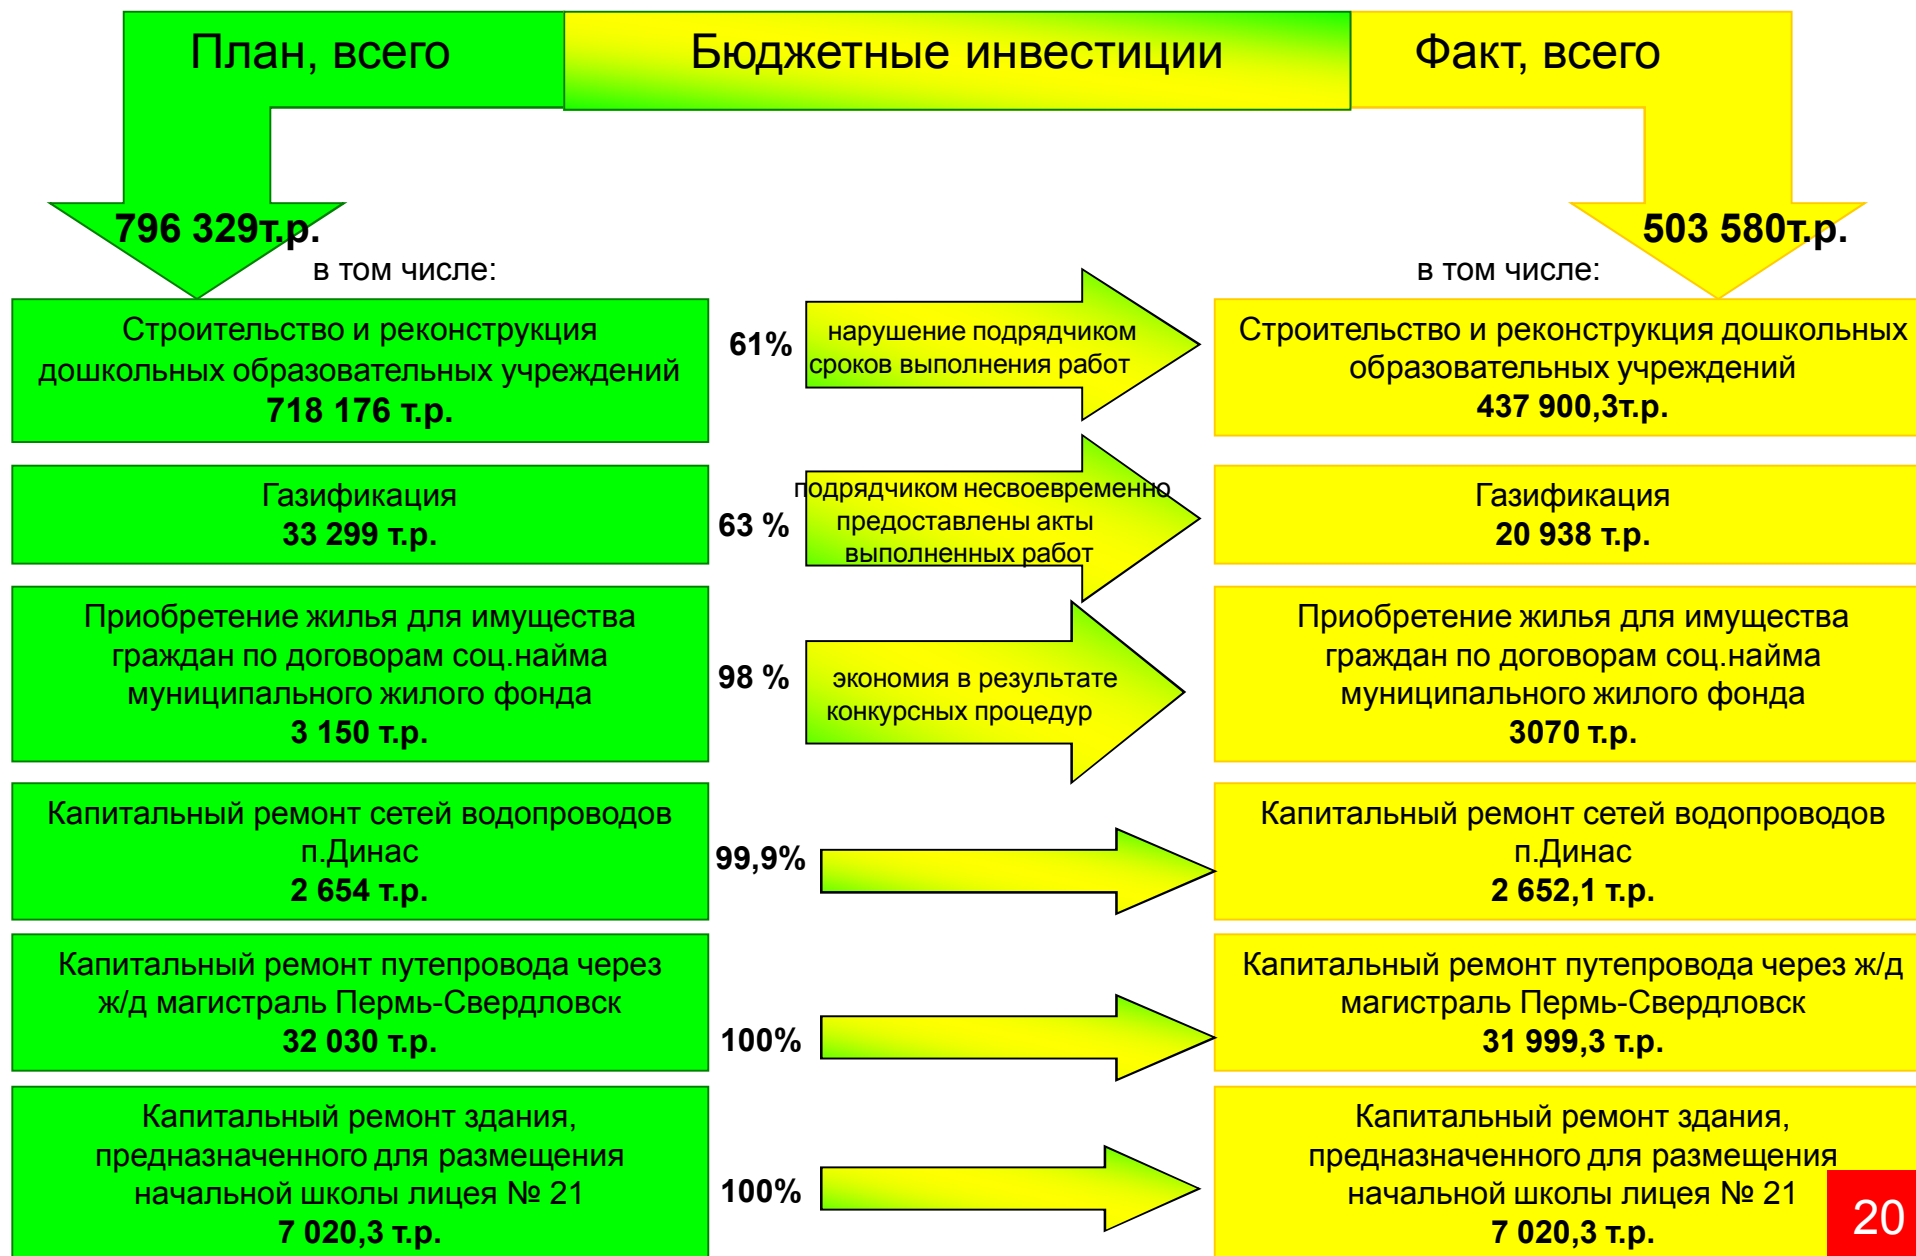 План, всего
Бюджетные инвестиции
Факт, всего
796 329т.р.
503 580т.р.
в том числе:
в том числе:
Строительство и реконструкция
дошкольных образовательных учреждений
718 176 т.р.
61%
нарушение подрядчиком
сроков выполнения работ
Строительство и реконструкция дошкольных
образовательных учреждений
437 900,3т.р.
Газификация
33 299 т.р.
63 %
подрядчиком несвоевременно
предоставлены акты
выполненных работ
Газификация
20 938 т.р.
Приобретение жилья для имущества
граждан по договорам соц.найма
муниципального жилого фонда
3 150 т.р.
98 %
экономия в результате
конкурсных процедур
Приобретение жилья для имущества
граждан по договорам соц.найма
муниципального жилого фонда
3070 т.р.
Капитальный ремонт сетей водопроводов
п.Динас
2 654 т.р.
99,9%
Капитальный ремонт сетей водопроводов
п.Динас
2 652,1 т.р.
Капитальный ремонт путепровода через
ж/д магистраль Пермь-Свердловск
32 030 т.р.
100%
Капитальный ремонт путепровода через ж/д
магистраль Пермь-Свердловск
31 999,3 т.р.
Капитальный ремонт здания,
предназначенного для размещения
начальной школы лицея № 21
7 020,3 т.р.
100%
Капитальный ремонт здания,
предназначенного для размещения
начальной школы лицея № 21
7 020,3 т.р.
20